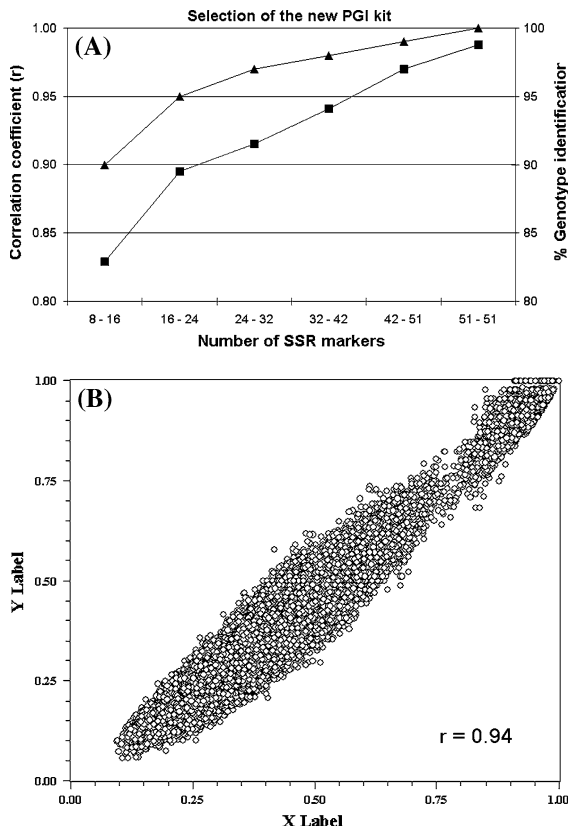 Selection of the new PGI kit
(A)
1.00
0.95
0.90
0.85
0.80
Correlation coefficient (r)
100
95
90
85
80
% Genotype identification
8 - 16 16 - 24 24 - 32 32 - 42 42 - 51 51 - 51
Number of SSR markers
(B)
1.00
0.75
0.50
0.25
0.00
Y Label
r = 0.94
0.00 0.25 0.50 0.75 1.00
X Label